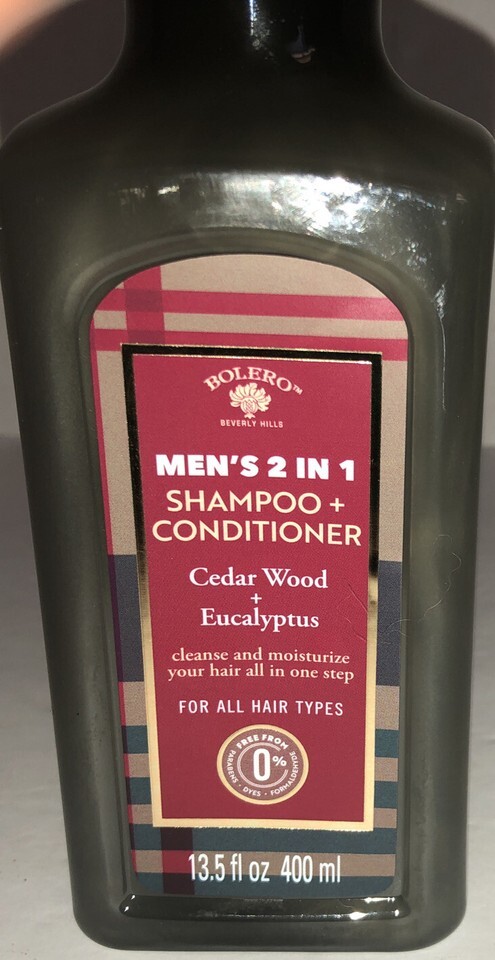 BOLERO™
BEVERLY HILLS
MEN'S 2 IN 1
SHAMPOO +
CONDITIONER
Cedar Wood
+
Eucalyptus
cleanse and moisturize
your hair all in one step
FOR ALL HAIR TYPES
FREE FROM
0%
PARABENS · DYES · FORMALDEHYDE
13.5 fl oz 400 ml